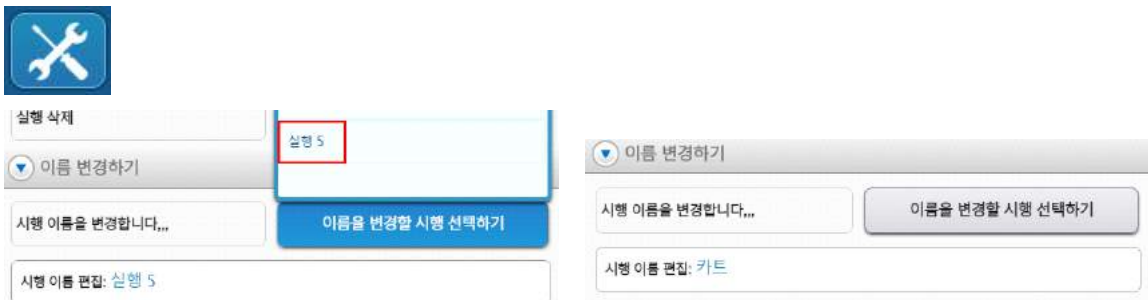 실행 삭제
실행 5
이름 변경하기
시행 이름을 변경합니다,,,
이름을 변경할 시행 선택하기
시행 이름 편집: 실행 5
이름 변경하기
시행 이름을 변경합니다,,,
이름을 변경할 시행 선택하기
시행 이름 편집: 카트